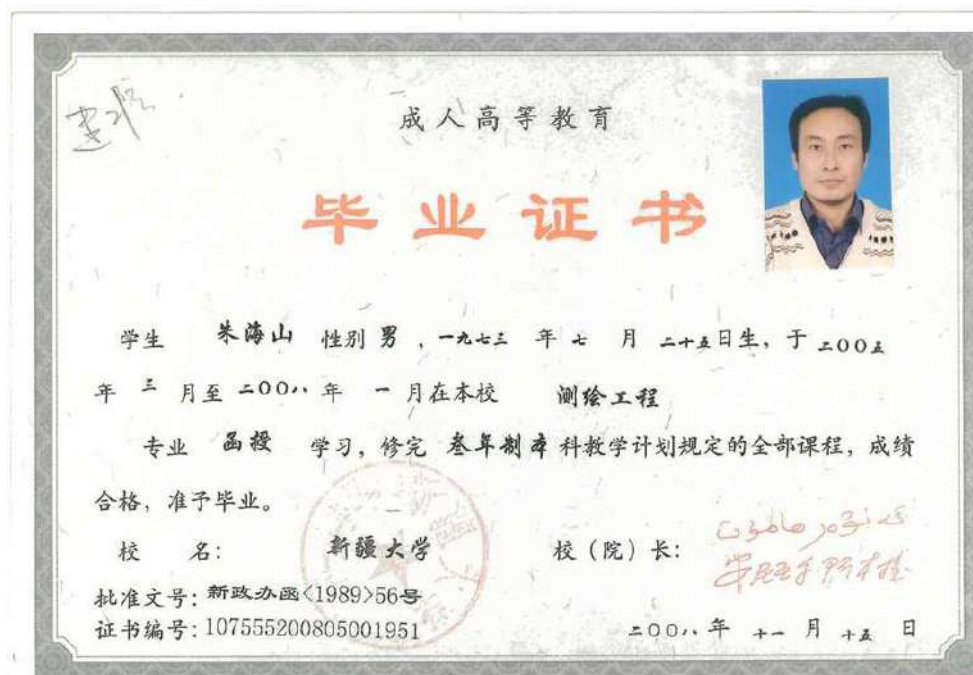 成人高等教育
毕业证书
学生 朱海山 性别 男 , 一九七三 年 七 月 二十五日生, 于 二00五
年 三 月至 二00八 年 一 月在本校 测绘工程
专业 函授 学习, 修完 叁年制本 科教学计划规定的全部课程, 成绩
合格, 准予毕业。
校 名: 新疆大学 校(院)长:
批准文号: 新政办函<1989>56号
证书编号: 107555200805001951
二00八 年 十一 月 十五 日